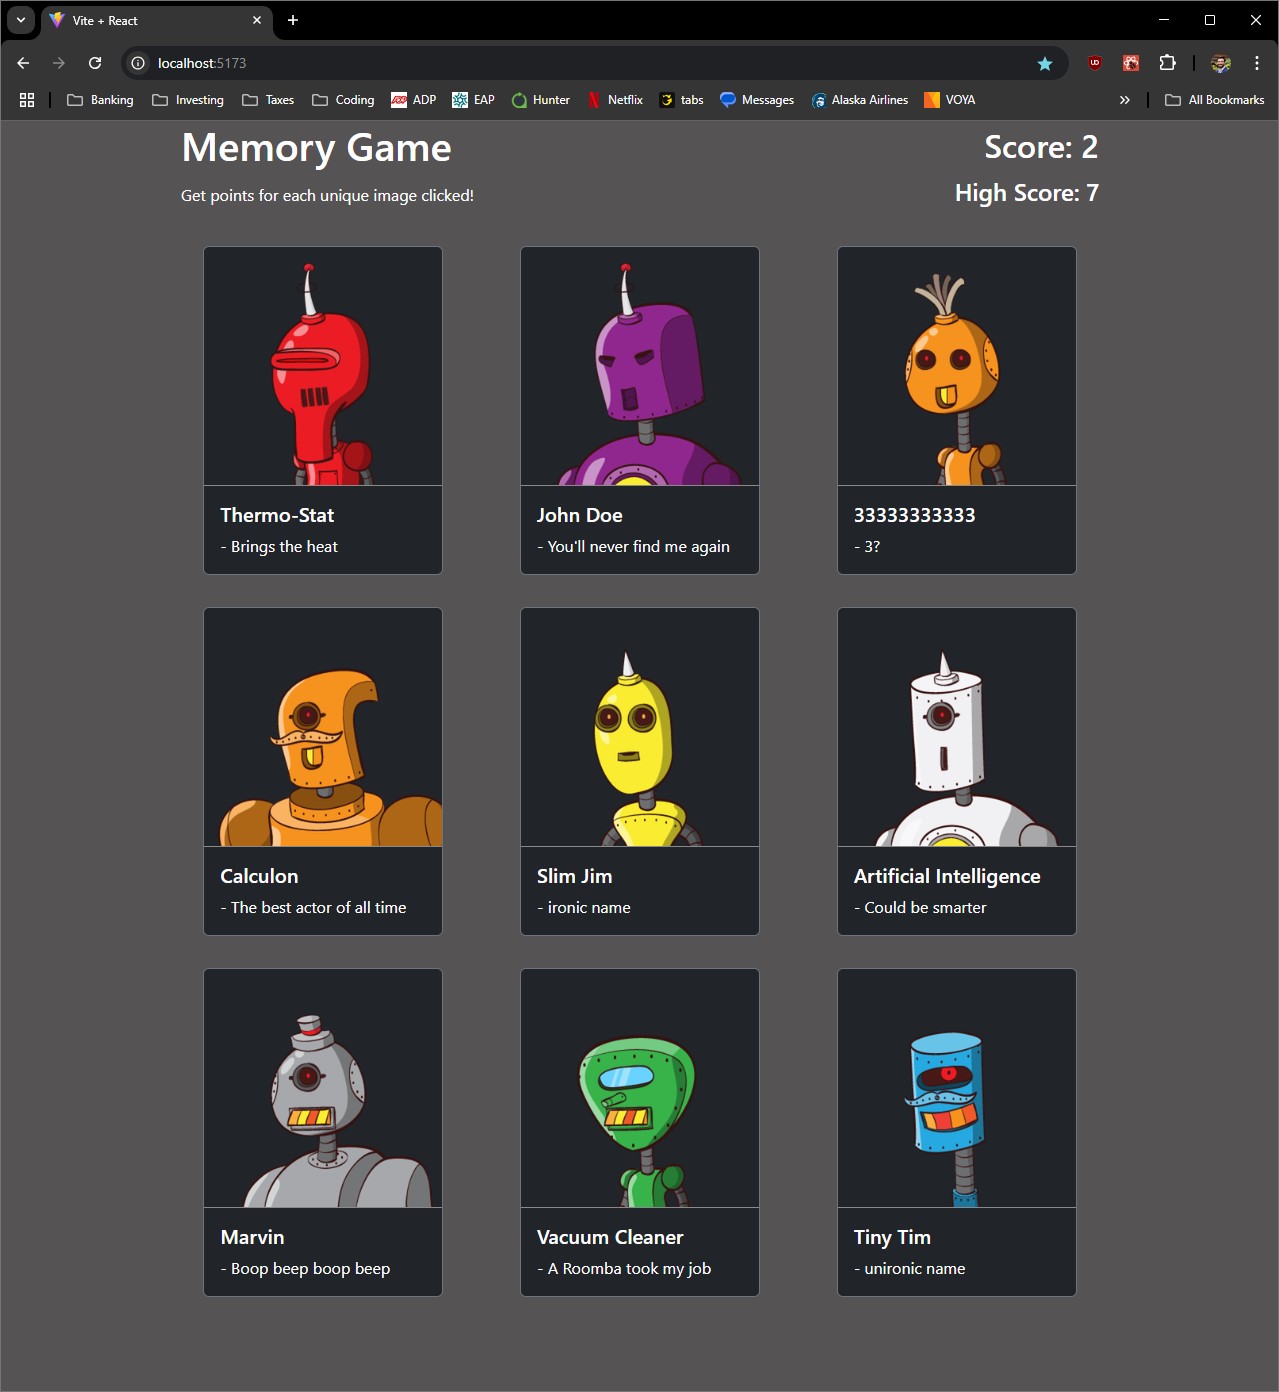 Vite + React
localhost:5173
Banking Investing Taxes Coding ADP EAP Hunter Netflix tabs Messages Alaska Airlines VOYA All Bookmarks
Memory Game
Score: 2
Get points for each unique image clicked!
High Score: 7
Thermo-Stat
- Brings the heat
John Doe
- You'll never find me again
33333333333
- 3?
Calculon
- The best actor of all time
Slim Jim
- ironic name
Artificial Intelligence
- Could be smarter
Marvin
- Boop beep boop beep
Vacuum Cleaner
- A Roomba took my job
Tiny Tim
- unironic name